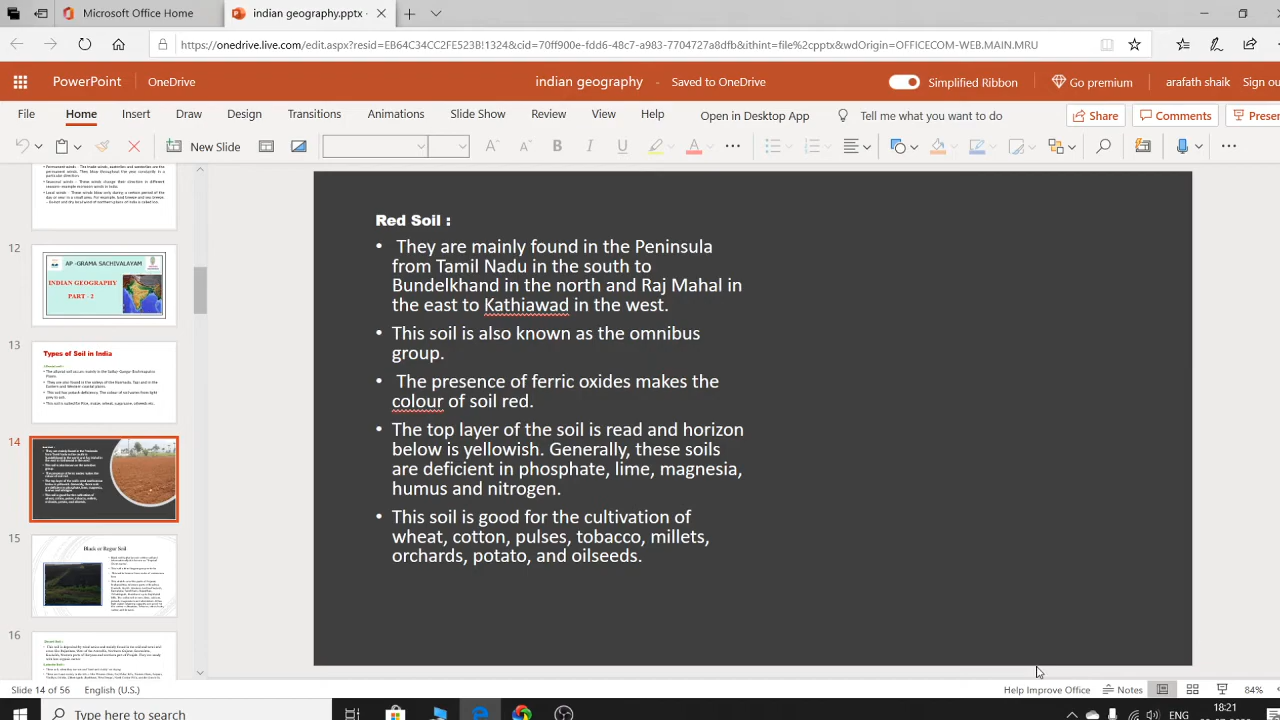 Microsoft Office Home
indian geography.pptx -
https://onedrive.live.com/edit.aspx?resid=EB64C34CC2FE523B!1324&cid=70ff900e-fdd6-48c7-a983-7704727a8dfb&ithint=file%2cpptx&wdOrigin=OFFICECOM-WEB.MAIN.MRU
PowerPoint OneDrive indian geography - Saved to OneDrive Simplified Ribbon Go premium arafath shaik Sign ou
File Home Insert Draw Design Transitions Animations Slide Show Review View Help Open in Desktop App Tell me what you want to do Share Comments Presen
New Slide
12
AP -GRAMA SACHIVALAYAM
INDIAN GEOGRAPHY
PART - 2
13
Types of Soil in India
14
15
Black or Regur Soil
16
Red Soil :
• They are mainly found in the Peninsula
from Tamil Nadu in the south to
Bundelkhand in the north and Raj Mahal in
the east to Kathiawad in the west.
• This soil is also known as the omnibus
group.
• The presence of ferric oxides makes the
colour of soil red.
• The top layer of the soil is read and horizon
below is yellowish. Generally, these soils
are deficient in phosphate, lime, magnesia,
humus and nitrogen.
• This soil is good for the cultivation of
wheat, cotton, pulses, tobacco, millets,
orchards, potato, and oilseeds.
Slide 14 of 56 English (U.S.) Help Improve Office Notes 84%
Type here to search
ENG
18:21